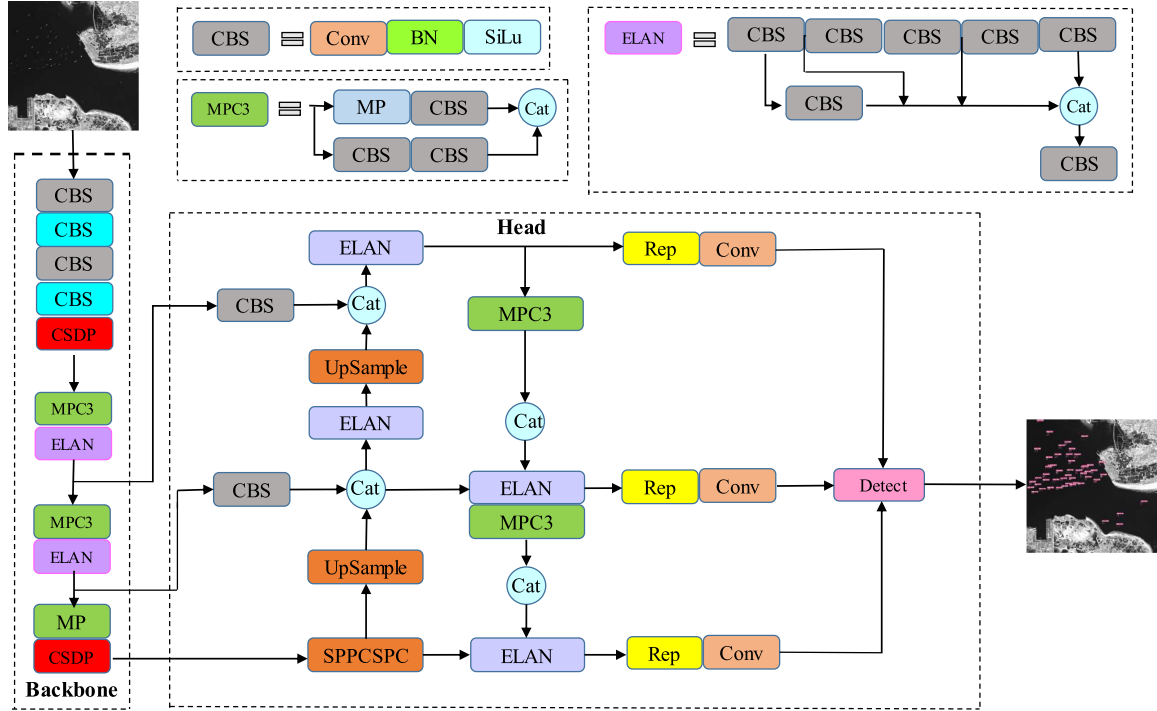 CBS = Conv BN SiLu
MPC3 = MP CBS Cat
CBS CBS
ELAN = CBS CBS CBS CBS CBS
CBS Cat
CBS
CBS
CBS
CBS
CBS
CSDP
MPC3
ELAN
MPC3
ELAN
MP
CSDP
Backbone
Head
ELAN Rep Conv
CBS Cat MPC3
UpSample
ELAN Cat
CBS Cat ELAN Rep Conv Detect
MPC3
UpSample Cat
SPPCSPC ELAN Rep Conv